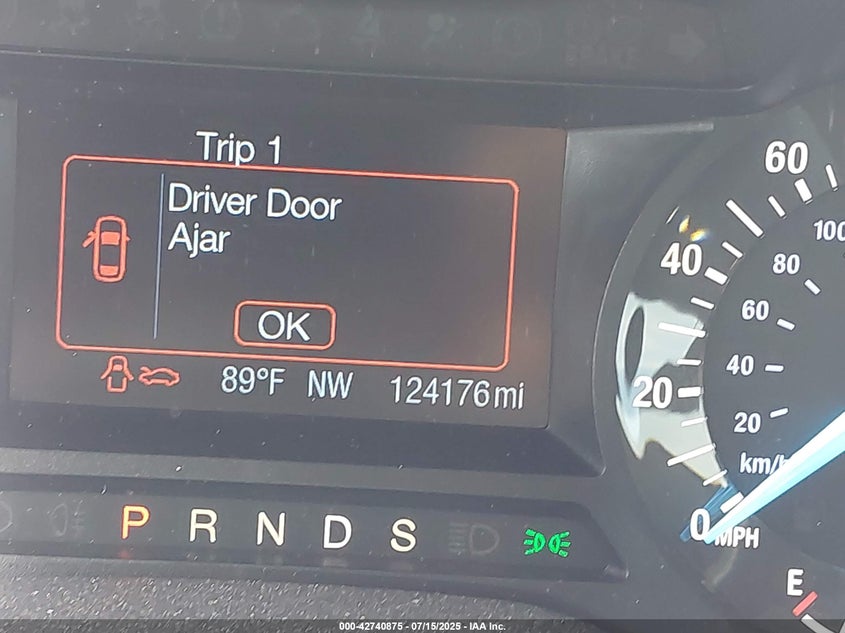 BRAKE
Trip 1
Driver Door
Ajar
OK
89°F NW 124176mi
P R N D S
60
40
20
0
MPH
100
80
60
40
20
km/h
E
000-42740875 - 07/15/2025 - IAA Inc.